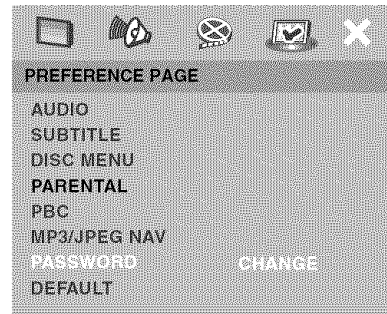 PREFERENCE PAGE
AUDIO
SUBTITLE
DISC MENU
PARENTAL
PBC
MP3/JPEG NAV
PASSWORD CHANGE
DEFAULT